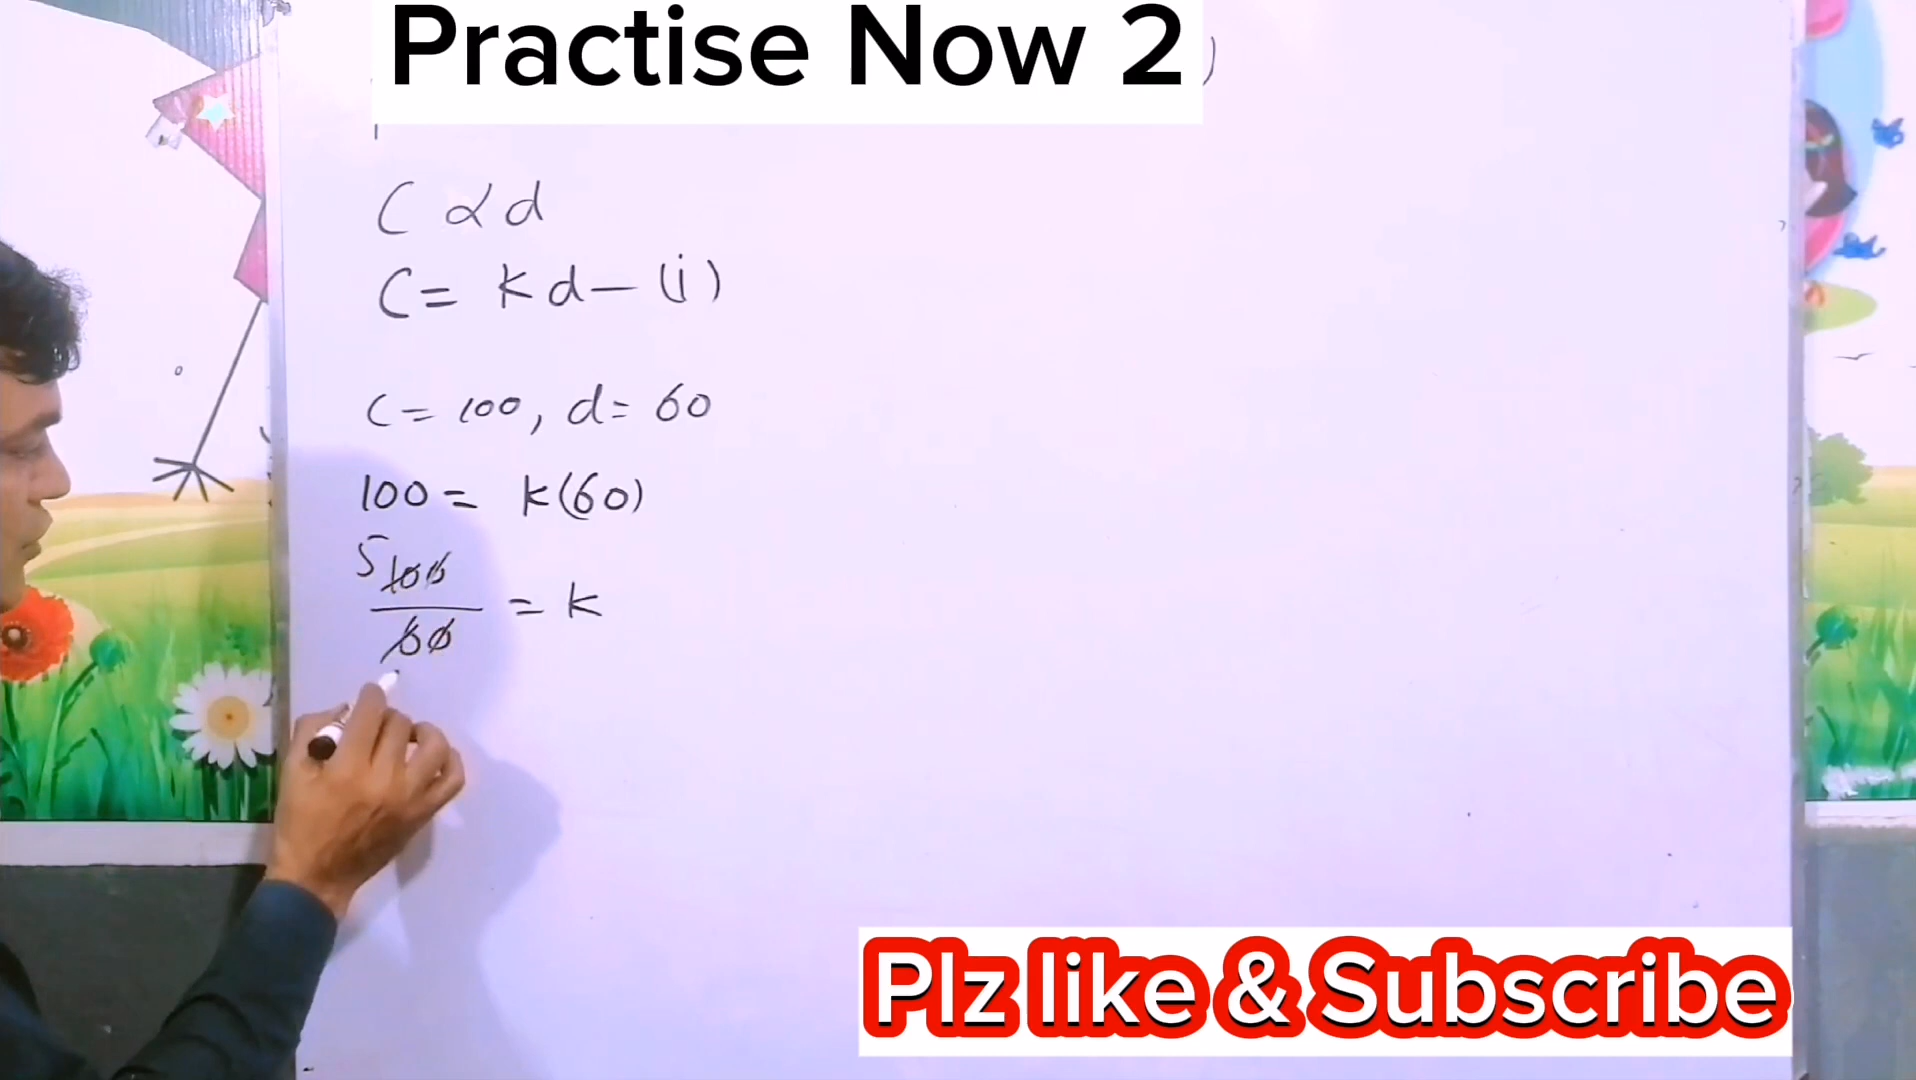 Practise Now 2 )
C ∝ d
C = kd — (i)
C = 100, d = 60
100 = k(60)
5 100
/ 60 = k
Plz like & Subscribe